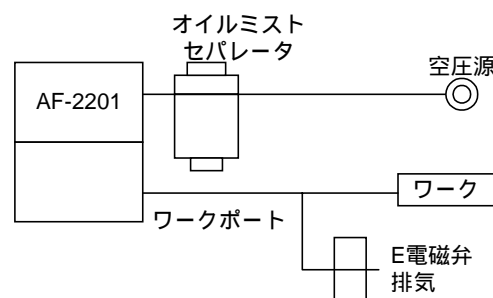 オイルミスト
セパレータ
空圧源
AF-2201
ワーク
ワークポート
E電磁弁
排気